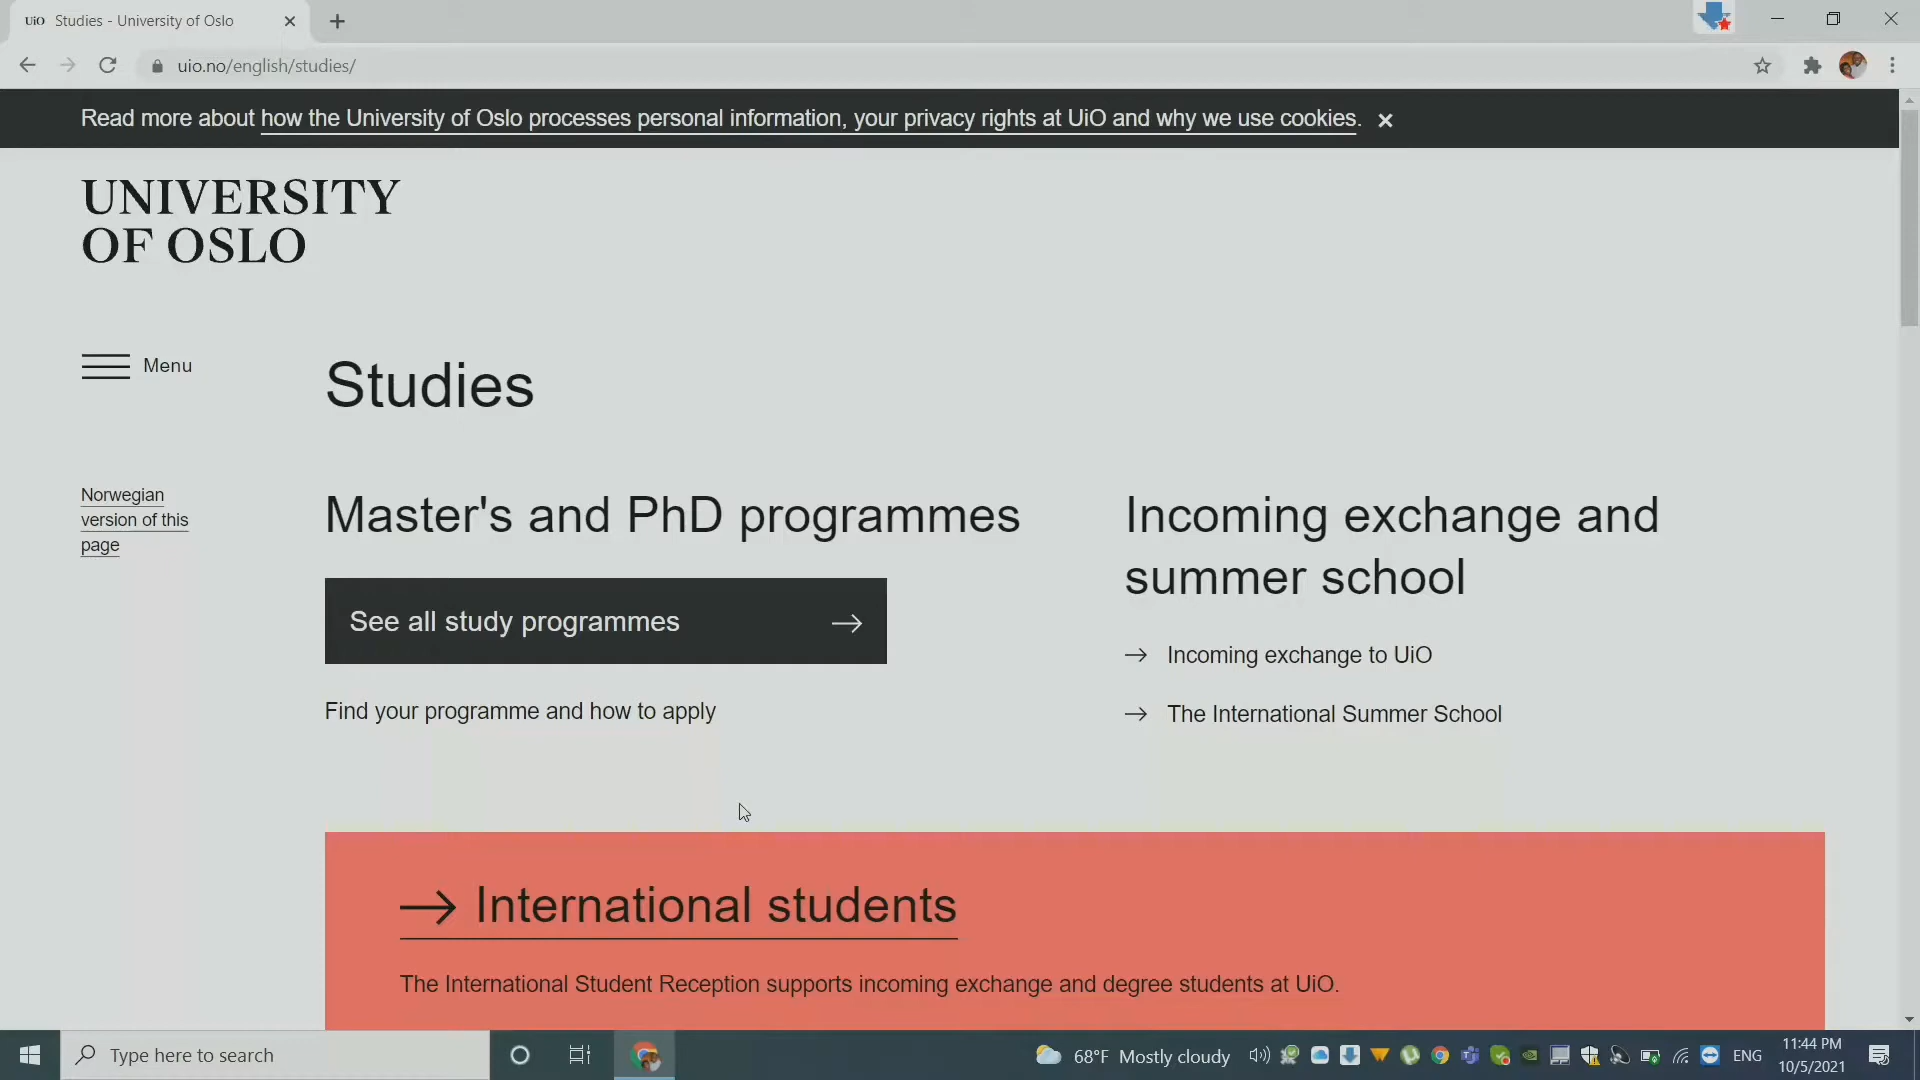 UiO Studies - University of Oslo
uio.no/english/studies/
Read more about how the University of Oslo processes personal information, your privacy rights at UiO and why we use cookies.
UNIVERSITY
OF OSLO
Menu
Studies
Norwegian
version of this
page
Master's and PhD programmes
See all study programmes
Find your programme and how to apply
Incoming exchange and
summer school
Incoming exchange to UiO
The International Summer School
International students
The International Student Reception supports incoming exchange and degree students at UiO.
Type here to search
68°F Mostly cloudy
ENG
11:44 PM
10/5/2021